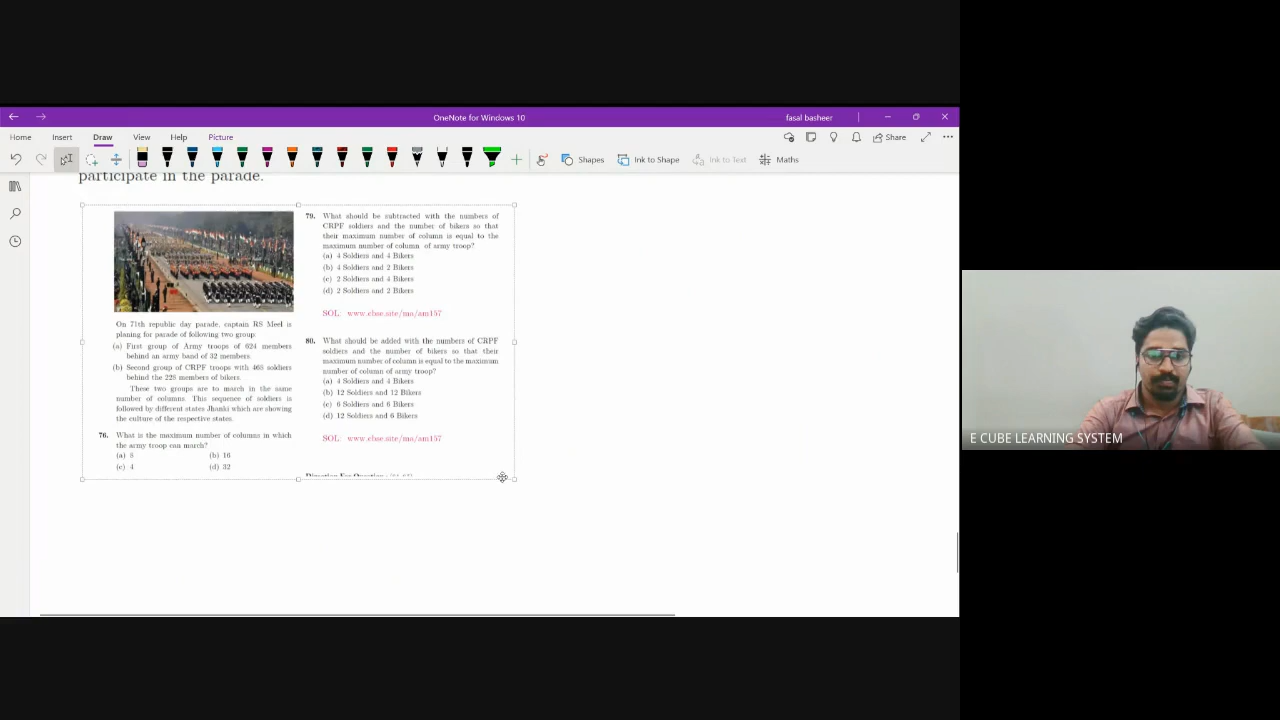 OneNote for Windows 10
fasal basheer
Home Insert Draw View Help Picture
Share
Shapes
Ink to Shape
Ink to Text
Maths
participate in the parade.
On 71th republic day parade, captain RS Meel is
planing for parade of following two group.
(a) First group of Army troops of 624 members
behind an army band of 32 members.
(b) Second group of CRPF troops with 468 soldiers
behind the 228 members of bikers.
These two groups are to march in the same
number of columns. This sequence of soldiers is
followed by different states Jhanki which are showing
the culture of the respective states.
76. What is the maximum number of columns in which
the army troop can march?
(a) 8 (b) 16
(c) 4 (d) 32
79. What should be subtracted with the numbers of
CRPF soldiers and the number of bikers so that
their maximum number of column is equal to the
maximum number of column of army troop?
(a) 4 Soldiers and 4 Bikers
(b) 4 Soldiers and 2 Bikers
(c) 2 Soldiers and 4 Bikers
(d) 2 Soldiers and 2 Bikers
SOL: www.cbse.site/ma/am157
80. What should be added with the numbers of CRPF
soldiers and the number of bikers so that their
maximum number of column is equal to the maximum
number of column of army troop?
(a) 4 Soldiers and 4 Bikers
(b) 12 Soldiers and 12 Bikers
(c) 6 Soldiers and 6 Bikers
(d) 12 Soldiers and 6 Bikers
SOL: www.cbse.site/ma/am157
Direction For Question :
E CUBE LEARNING SYSTEM